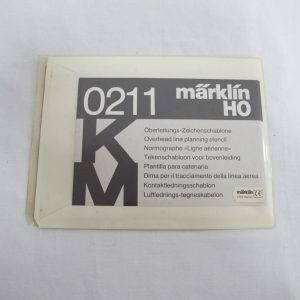 0211
märklin
HO
K
M
Oberleitungs-Zeichenschablone
Overhead line planning stencil
Normographe «Ligne aérienne»
Tekenschabloon voor bovenleiding
Plantilla para catenaria
Dima per il tracciamento della linea aerea
Kontaktledningsschablon
Luftlednings-tegneskabelon
märklin